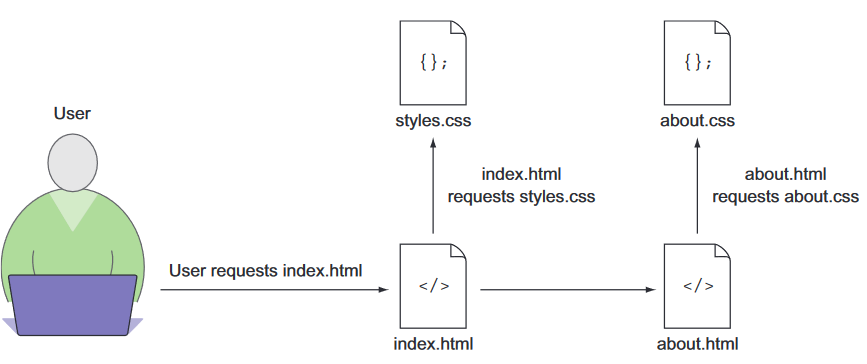 User
{};
{};
styles.css
about.css
index.html
requests styles.css
about.html
requests about.css
User requests index.html
</>
</>
index.html
about.html